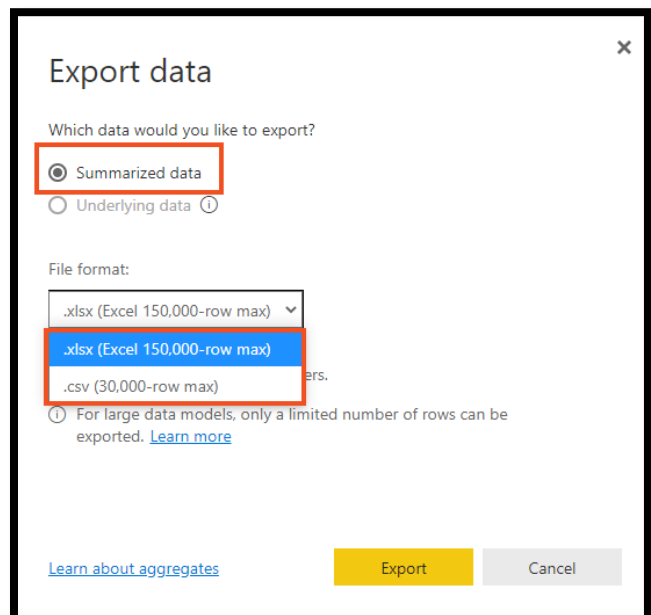 Export data
Which data would you like to export?
Summarized data
Underlying data
File format:
.xlsx (Excel 150,000-row max)
.xlsx (Excel 150,000-row max)
.csv (30,000-row max)
ers.
For large data models, only a limited number of rows can be
exported. Learn more
Learn about aggregates
Export
Cancel